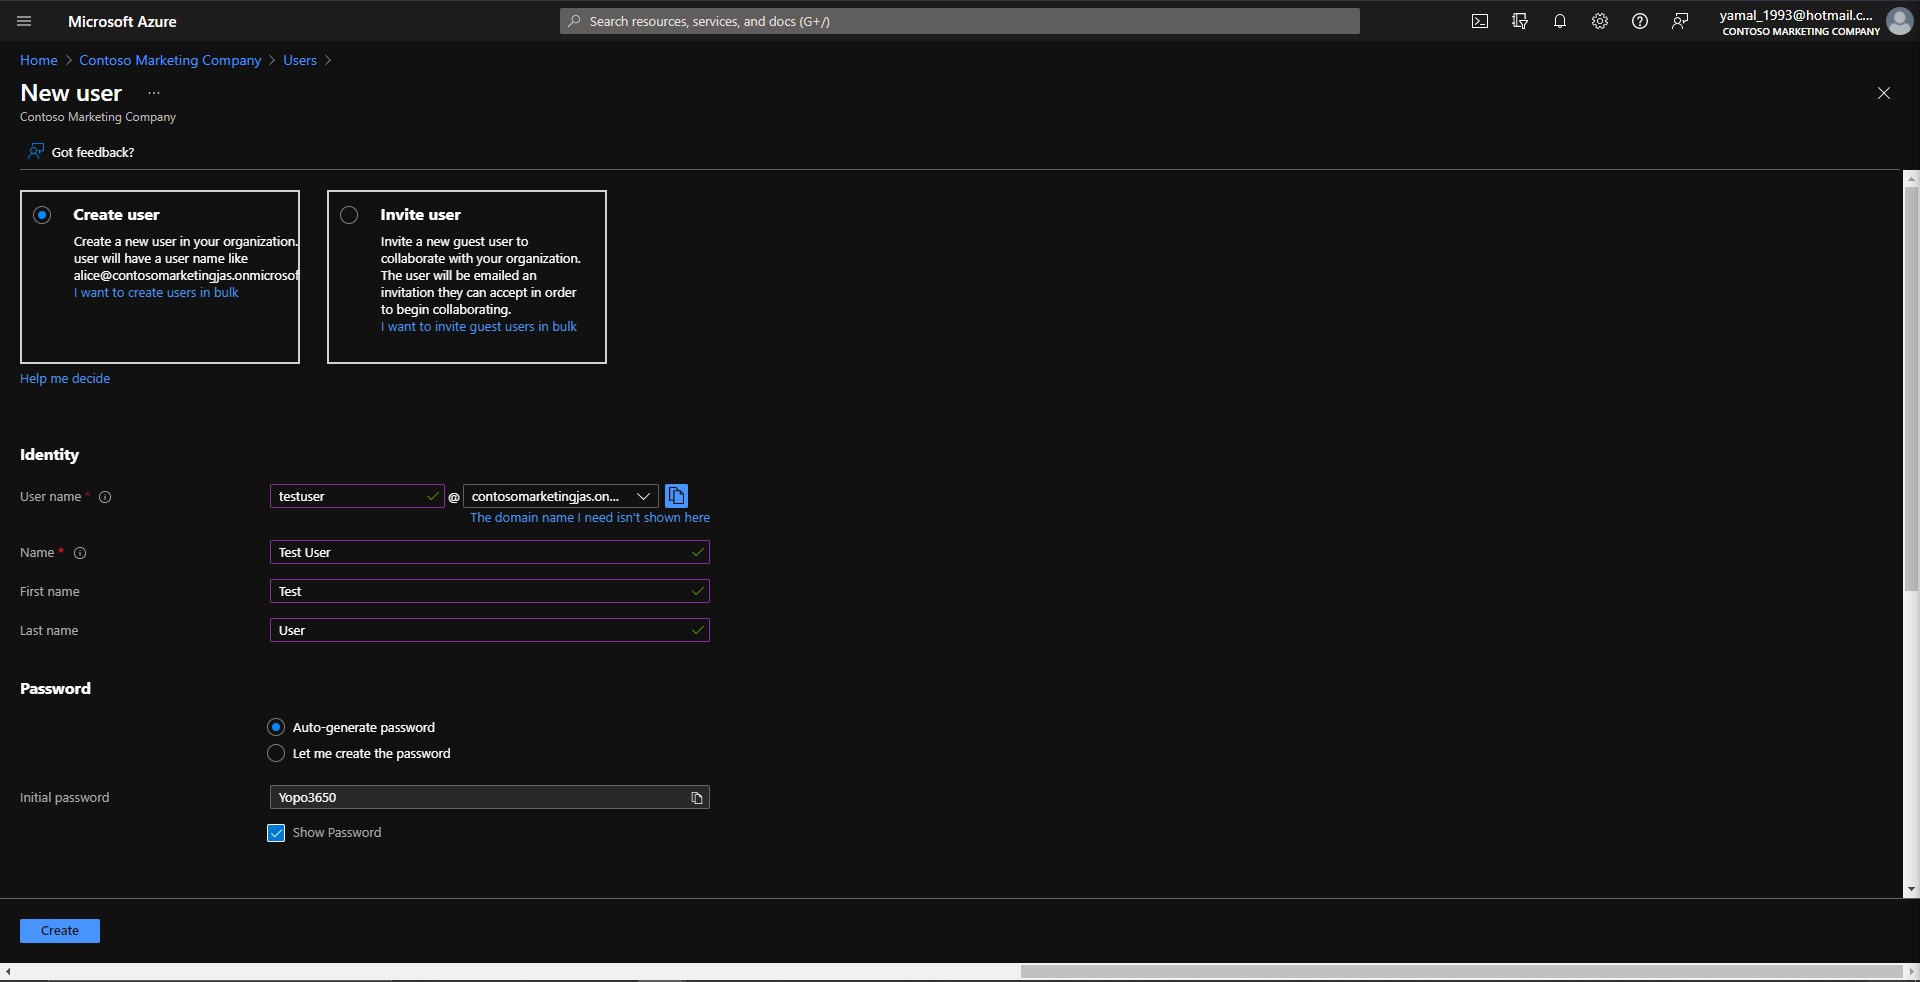 Microsoft Azure
Search resources, services, and docs (G+/)
yamal_1993@hotmail.c...
CONTOSO MARKETING COMPANY
Home > Contoso Marketing Company > Users >
New user ...
Contoso Marketing Company
Got feedback?
Create user
Create a new user in your organization.
user will have a user name like
alice@contosomarketingjas.onmicrosof
I want to create users in bulk
Invite user
Invite a new guest user to
collaborate with your organization.
The user will be emailed an
invitation they can accept in order
to begin collaborating.
I want to invite guest users in bulk
Help me decide
Identity
User name * testuser @ contosomarketingjas.on...
The domain name I need isn't shown here
Name * Test User
First name Test
Last name User
Password
Auto-generate password
Let me create the password
Initial password Yopo3650
Show Password
Create